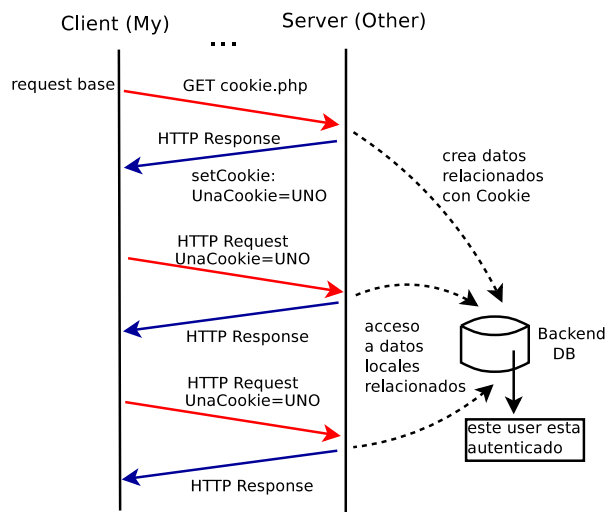 Client (My)
...
Server (Other)
request base
GET cookie.php
HTTP Response
setCookie:
UnaCookie=UNO
crea datos
relacionados
con Cookie
HTTP Request
UnaCookie=UNO
HTTP Response
acceso
a datos
locales
relacionados
Backend
DB
HTTP Request
UnaCookie=UNO
este user esta
autenticado
HTTP Response